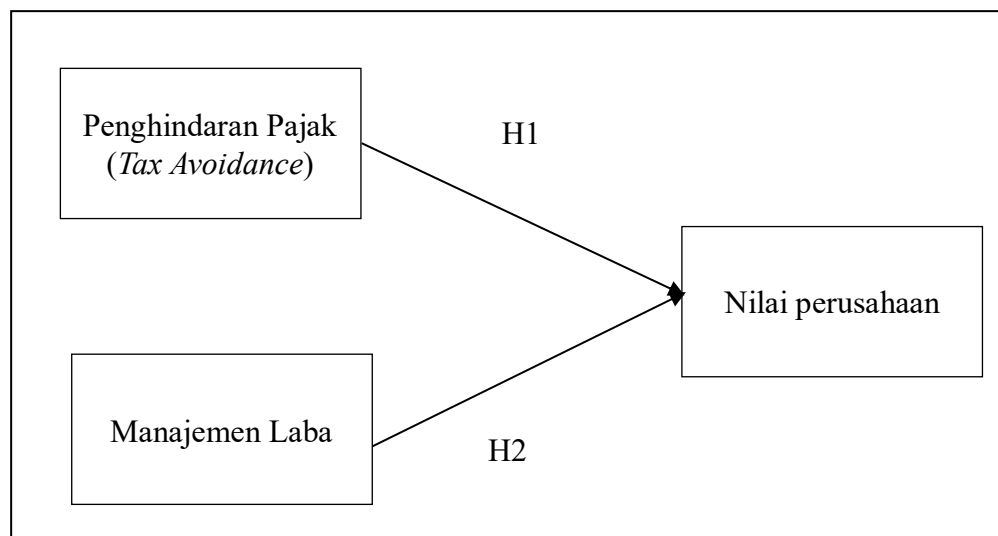 Penghindaran Pajak
(Tax Avoidance)
H1
Nilai perusahaan
Manajemen Laba
H2